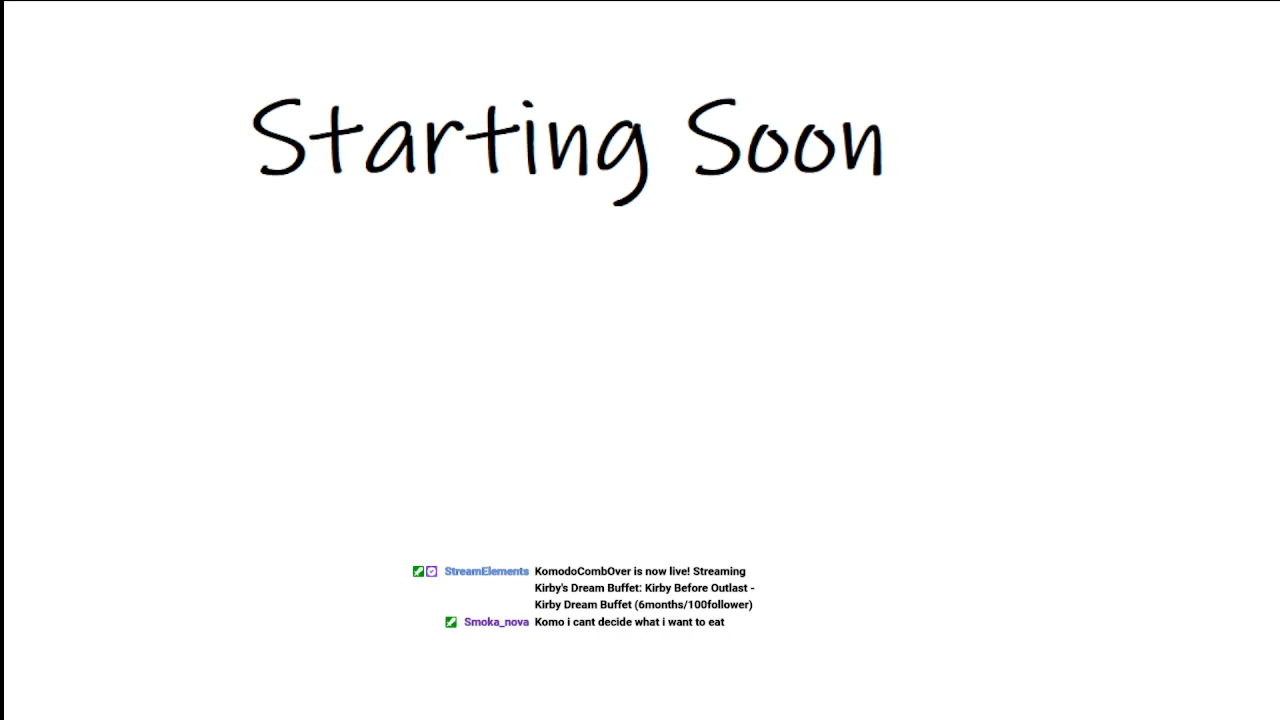 Starting Soon
StreamElements KomodoCombOver is now live! Streaming
Kirby's Dream Buffet: Kirby Before Outlast -
Kirby Dream Buffet (6months/100follower)
Smoka_nova Komo i cant decide what i want to eat